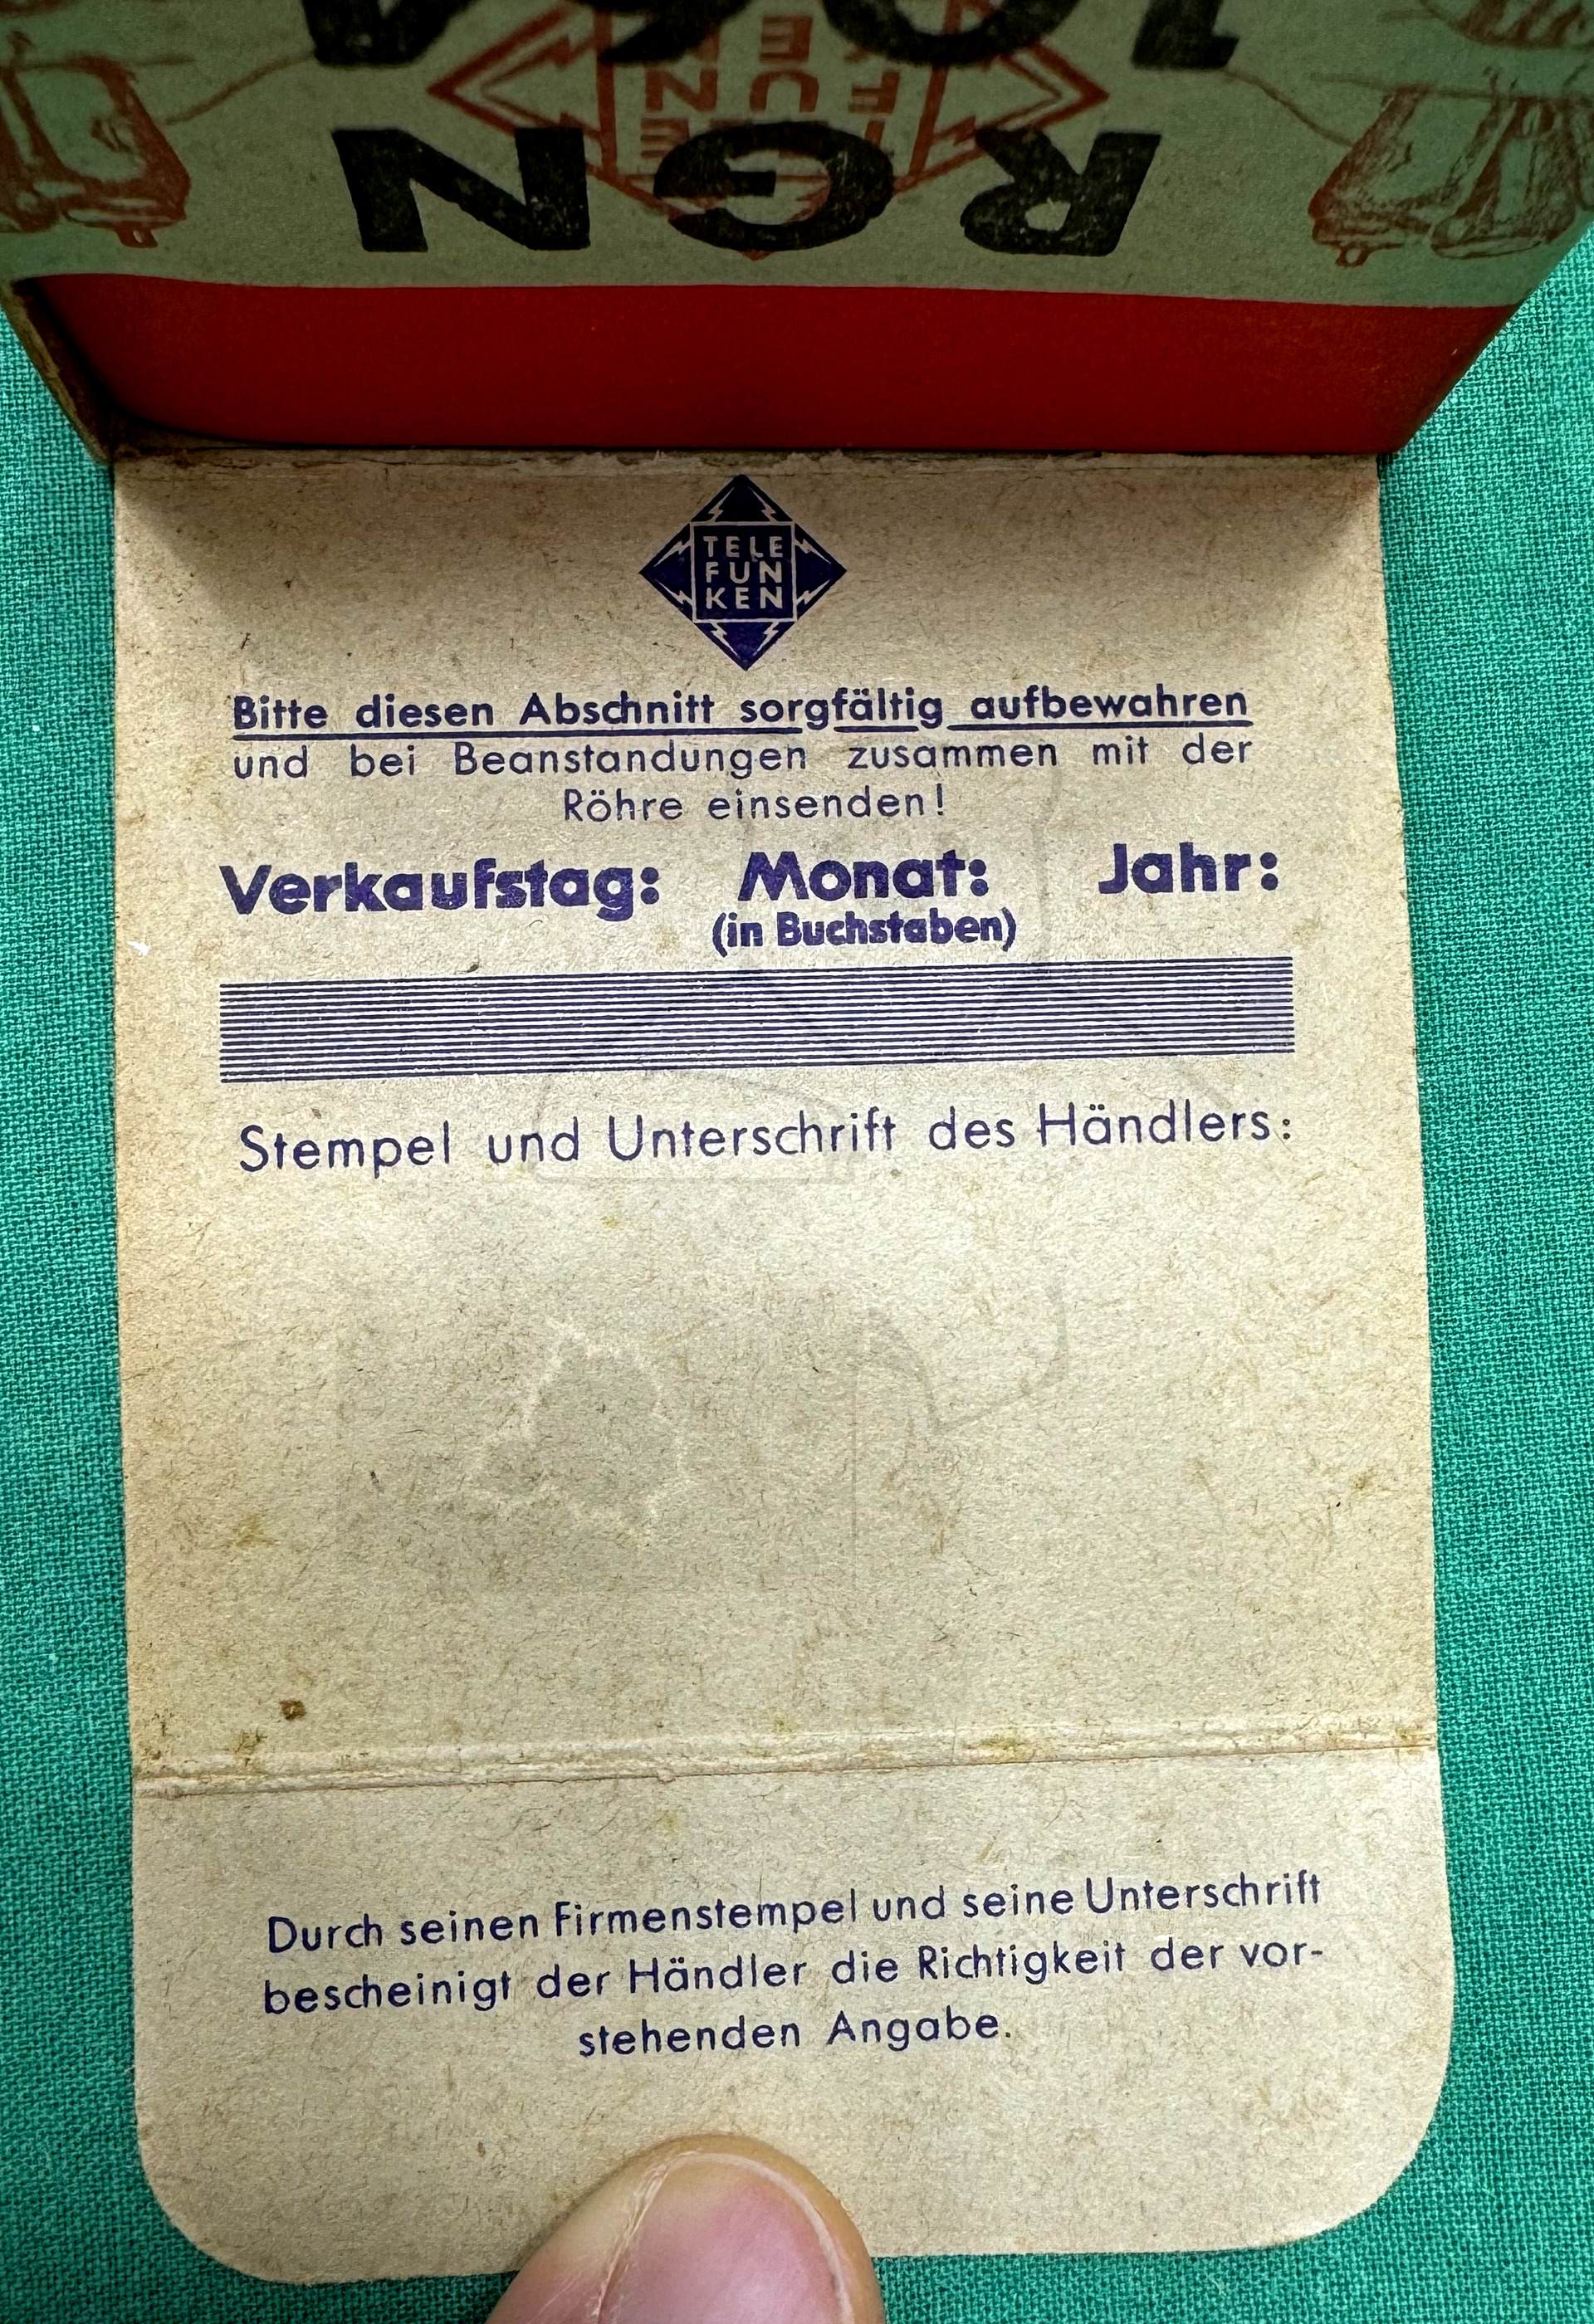 RGN
1064
TELE
FUN
KEN
TELE
FUN
KEN
Bitte diesen Abschnitt sorgfältig aufbewahren
und bei Beanstandungen zusammen mit der
Röhre einsenden!
Verkaufstag: Monat: Jahr:
(in Buchstaben)
Stempel und Unterschrift des Händlers:
Durch seinen Firmenstempel und seine Unterschrift
bescheinigt der Händler die Richtigkeit der vor-
stehenden Angabe.